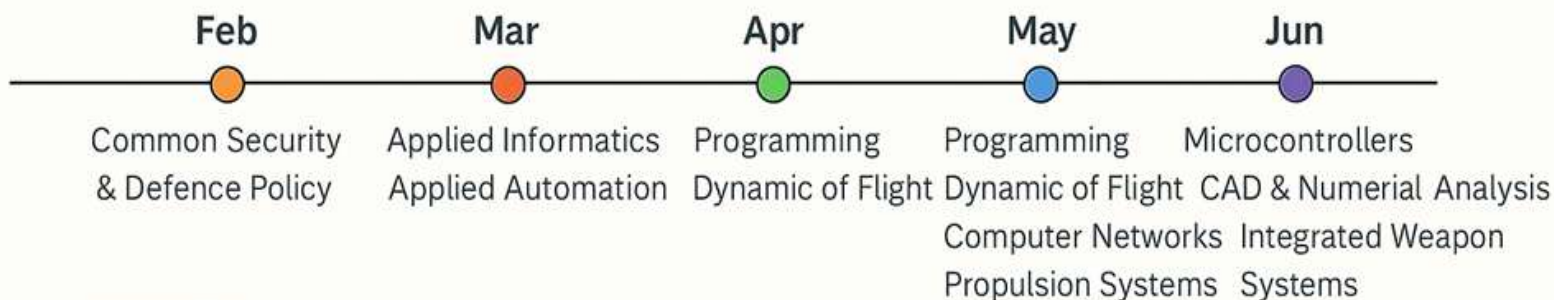 Feb
Mar
Apr
May
Jun
Common Security
& Defence Policy
Applied Informatics
Applied Automation
Programming
Dynamic of Flight
Programming
Dynamic of Flight
Computer Networks
Propulsion Systems
Microcontrollers
CAD & Numerial Analysis
Integrated Weapon
Systems